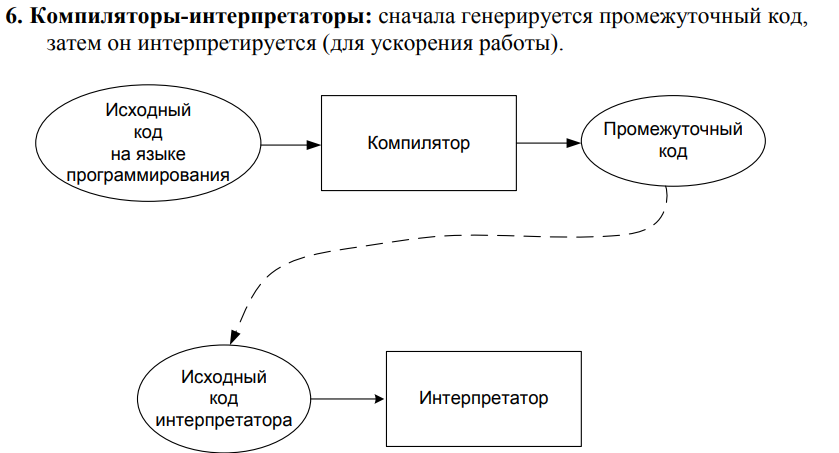 6. Компиляторы-интерпретаторы: сначала генерируется промежуточный код,
затем он интерпретируется (для ускорения работы).
Исходный
код
на языке
программирования
Компилятор
Промежуточный
код
Исходный
код
интерпретатора
Интерпретатор